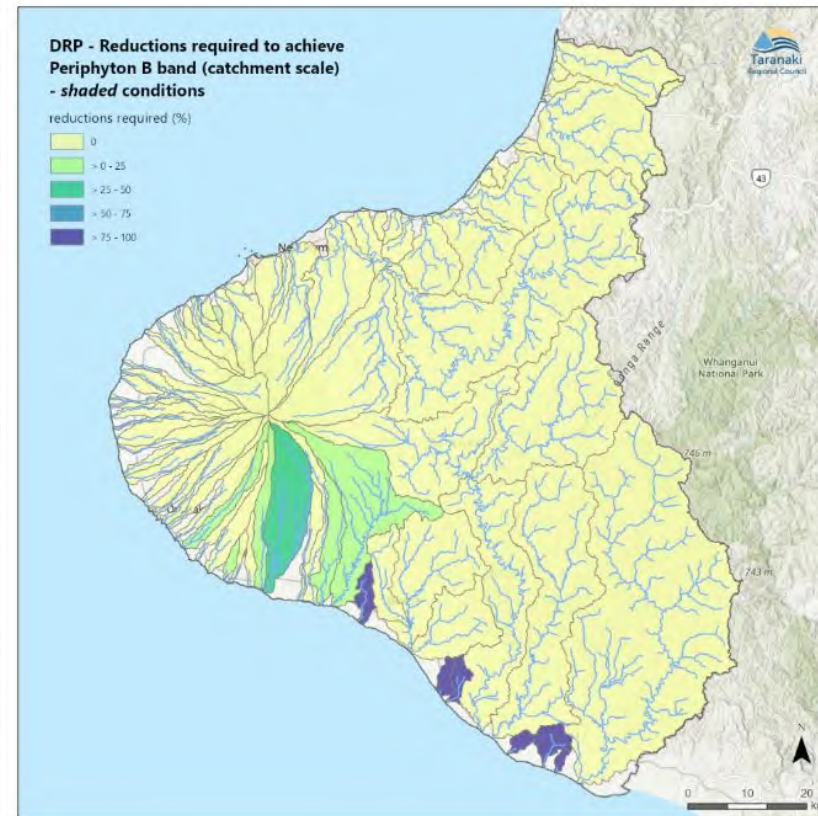 DRP - Reductions required to achieve
Periphyton B band (catchment scale)
- shaded conditions
reductions required (%)
0
> 0 - 25
> 25 - 50
> 50 - 75
> 75 - 100
Taranaki
Regional Council
43
Whanganui
National Park
Range
746 m
743 m
N
0 10 20